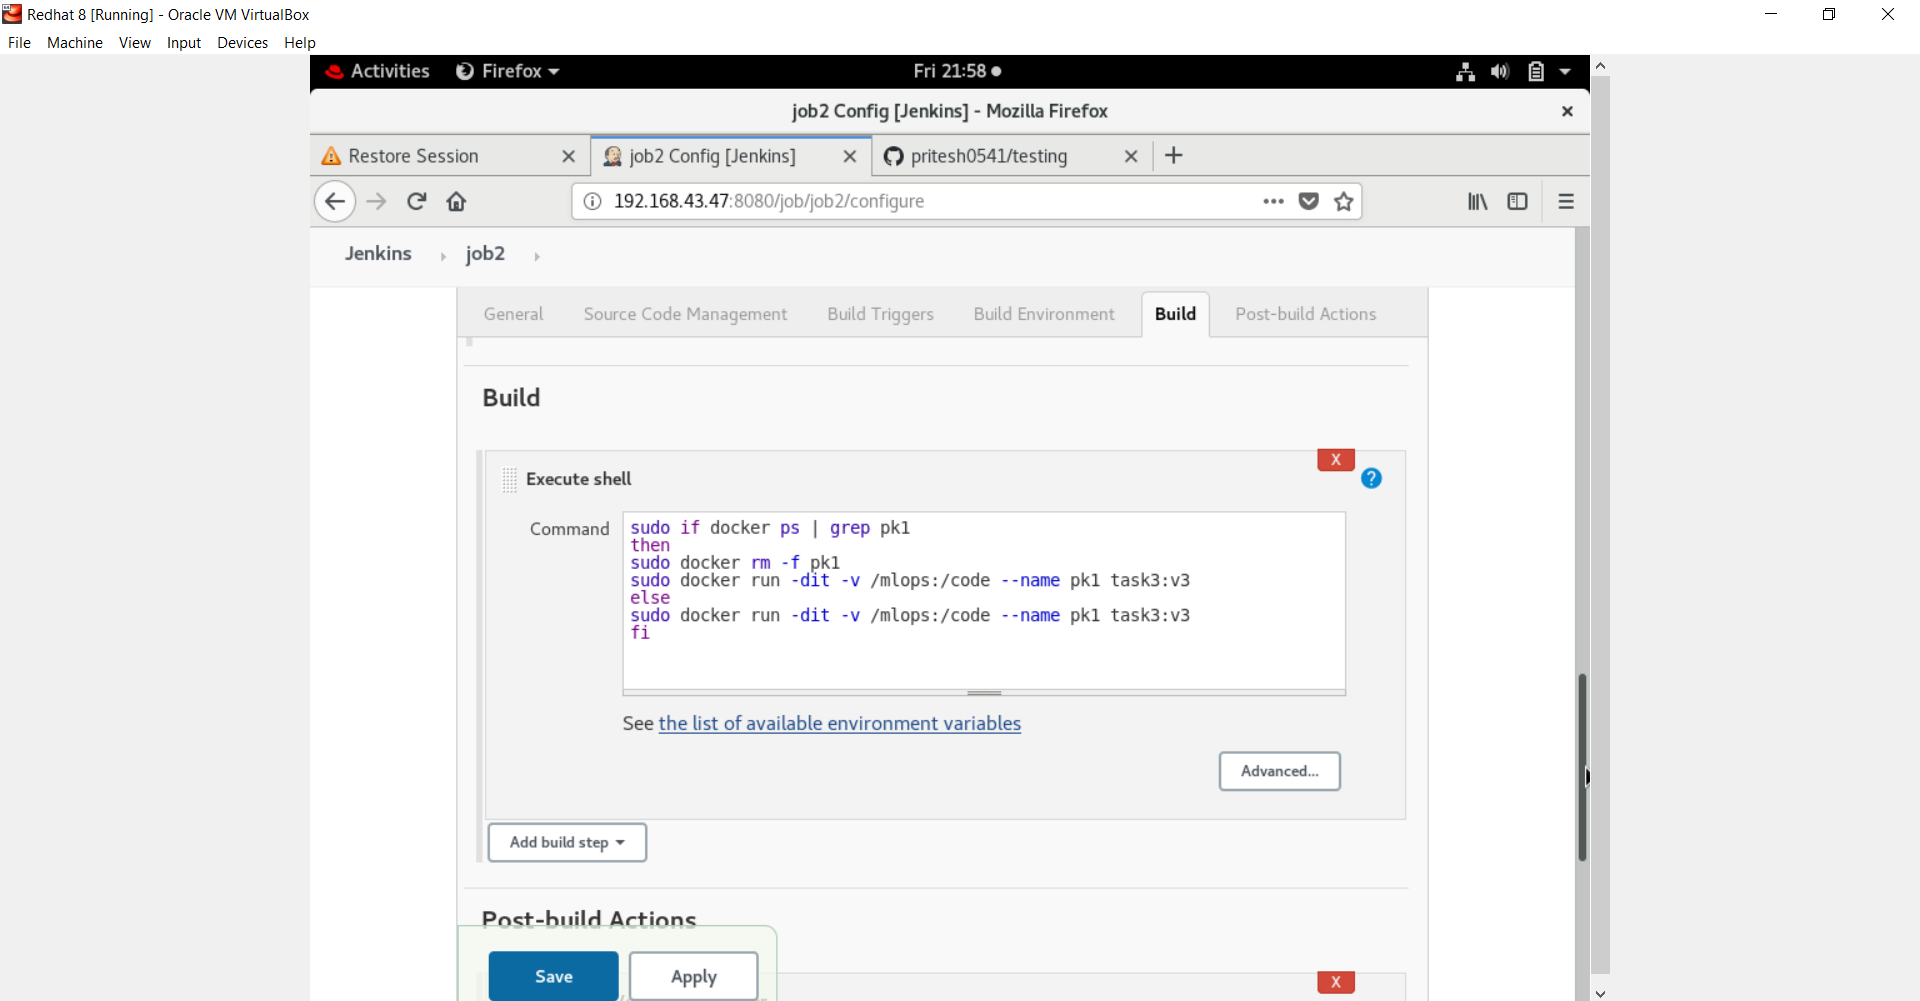 Redhat 8 [Running] - Oracle VM VirtualBox
File Machine View Input Devices Help
Activities Firefox Fri 21:58
job2 Config [Jenkins] - Mozilla Firefox
Restore Session job2 Config [Jenkins] pritesh0541/testing
192.168.43.47:8080/job/job2/configure
Jenkins job2
General Source Code Management Build Triggers Build Environment Build Post-build Actions
Build
X
Execute shell ?
Command
sudo if docker ps | grep pk1
then
sudo docker rm -f pk1
sudo docker run -dit -v /mlops:/code --name pk1 task3:v3
else
sudo docker run -dit -v /mlops:/code --name pk1 task3:v3
fi
See the list of available environment variables
Advanced...
Add build step
Post-build Actions
Save Apply
X